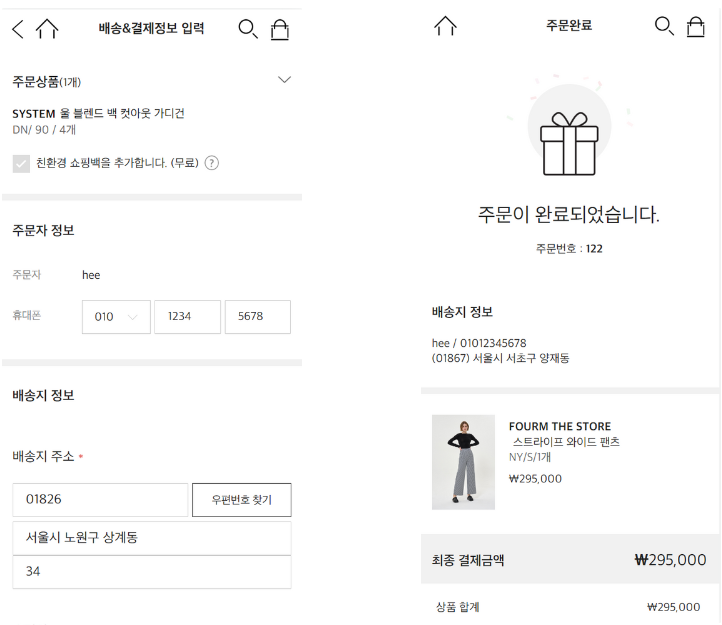 배송&결제정보 입력
주문상품(1개)
SYSTEM 울 블렌드 백 컷아웃 가디건
DN/ 90 / 4개
친환경 쇼핑백을 추가합니다. (무료) ?
주문자 정보
주문자 hee
휴대폰 010 1234 5678
배송지 정보
배송지 주소 *
01826 우편번호 찾기
서울시 노원구 상계동
34
주문완료
주문이 완료되었습니다.
주문번호 : 122
배송지 정보
hee / 01012345678
(01867) 서울시 서초구 양재동
FOURM THE STORE
스트라이프 와이드 팬츠
NY/S/1개
₩295,000
최종 결제금액 ₩295,000
상품 합계 ₩295,000